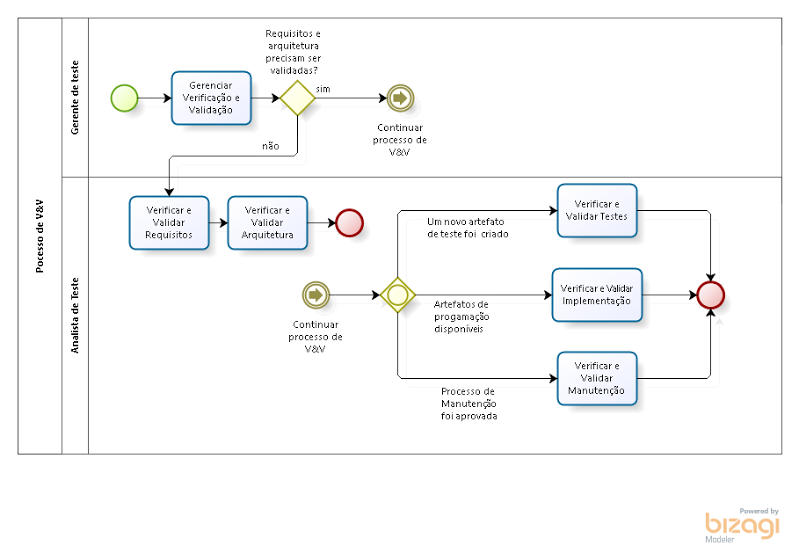 Pocesso de V&V
Gerente de teste
Requisitos e
arquitetura
precisam ser
validadas?
Gerenciar
Verificação e
Validação
sim
Continuar
processo de
V&V
não
Analista de Teste
Verificar e
Validar
Requisitos
Verificar e
Validar
Arquitetura
Verificar e
Validar Testes
Um novo artefato
de teste foi criado
Continuar
processo de
V&V
Artefatos de
progamação
disponíveis
Verificar e Validar
Implementação
Processo de
Manutenção
foi aprovada
Verificar e
Validar
Manutenção
Powered by
bizagi
Modeler